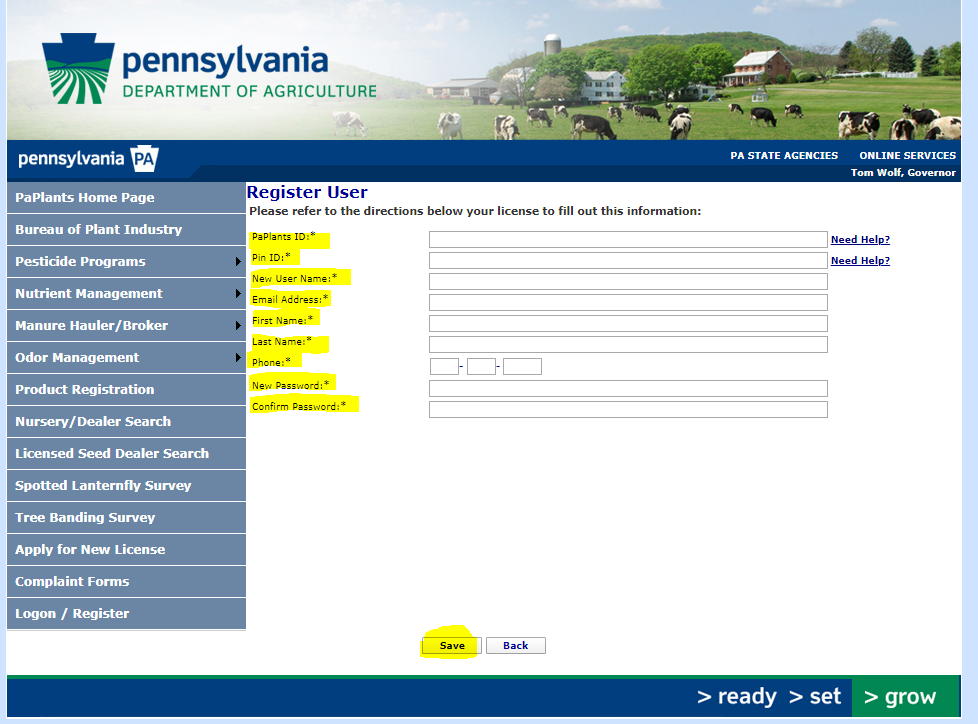 pennsylvania
DEPARTMENT OF AGRICULTURE
pennsylvania PA
PA STATE AGENCIES ONLINE SERVICES
Tom Wolf, Governor
PaPlants Home Page
Bureau of Plant Industry
Pesticide Programs
Nutrient Management
Manure Hauler/Broker
Odor Management
Product Registration
Nursery/Dealer Search
Licensed Seed Dealer Search
Spotted Lanternfly Survey
Tree Banding Survey
Apply for New License
Complaint Forms
Logon / Register
Register User
Please refer to the directions below your license to fill out this information:
PaPlants ID:* Need Help?
Pin ID:* Need Help?
New User Name:*
Email Address:*
First Name:*
Last Name:*
Phone:* - -
New Password:*
Confirm Password:*
Save Back
> ready > set > grow